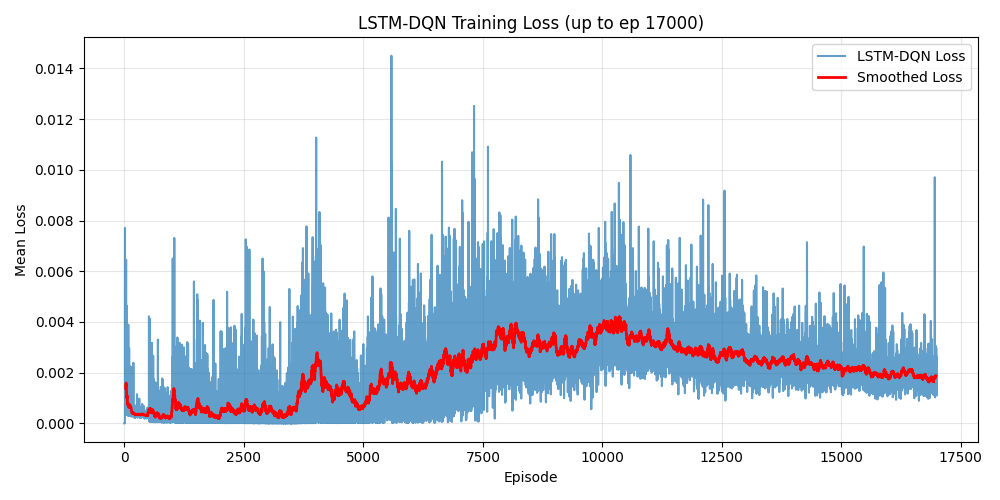 LSTM-DQN Training Loss (up to ep 17000)
LSTM-DQN Loss
Smoothed Loss
Mean Loss
0.014
0.012
0.010
0.008
0.006
0.004
0.002
0.000
0 2500 5000 7500 10000 12500 15000 17500
Episode